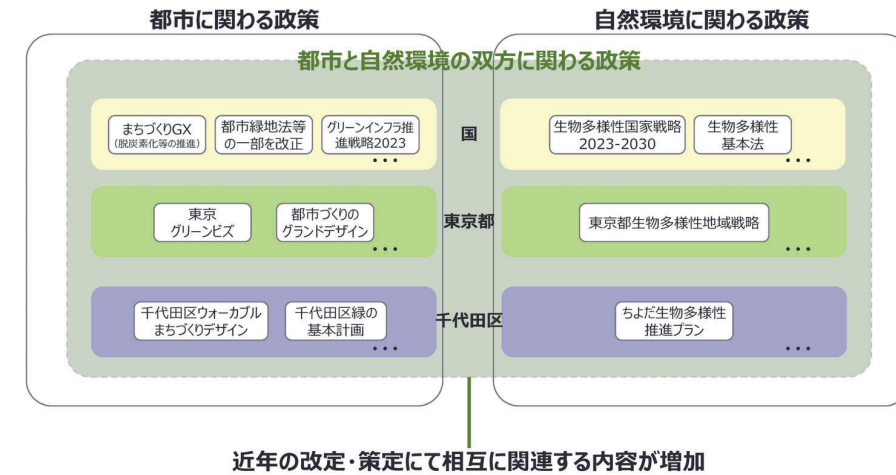 都市に関わる政策
自然環境に関わる政策
都市と自然環境の双方に関わる政策
まちづくりGX
(脱炭素化等の推進)
都市緑地法等
の一部を改正
グリーンインフラ推
進戦略2023
...
国
生物多様性国家戦略
2023-2030
生物多様性
基本法
...
東京
グリーンビズ
都市づくりの
グランドデザイン
...
東京都
東京都生物多様性地域戦略
...
千代田区ウォーカブル
まちづくりデザイン
千代田区緑の
基本計画
...
千代田区
ちよだ生物多様性
推進プラン
...
近年の改定・策定にて相互に関連する内容が増加